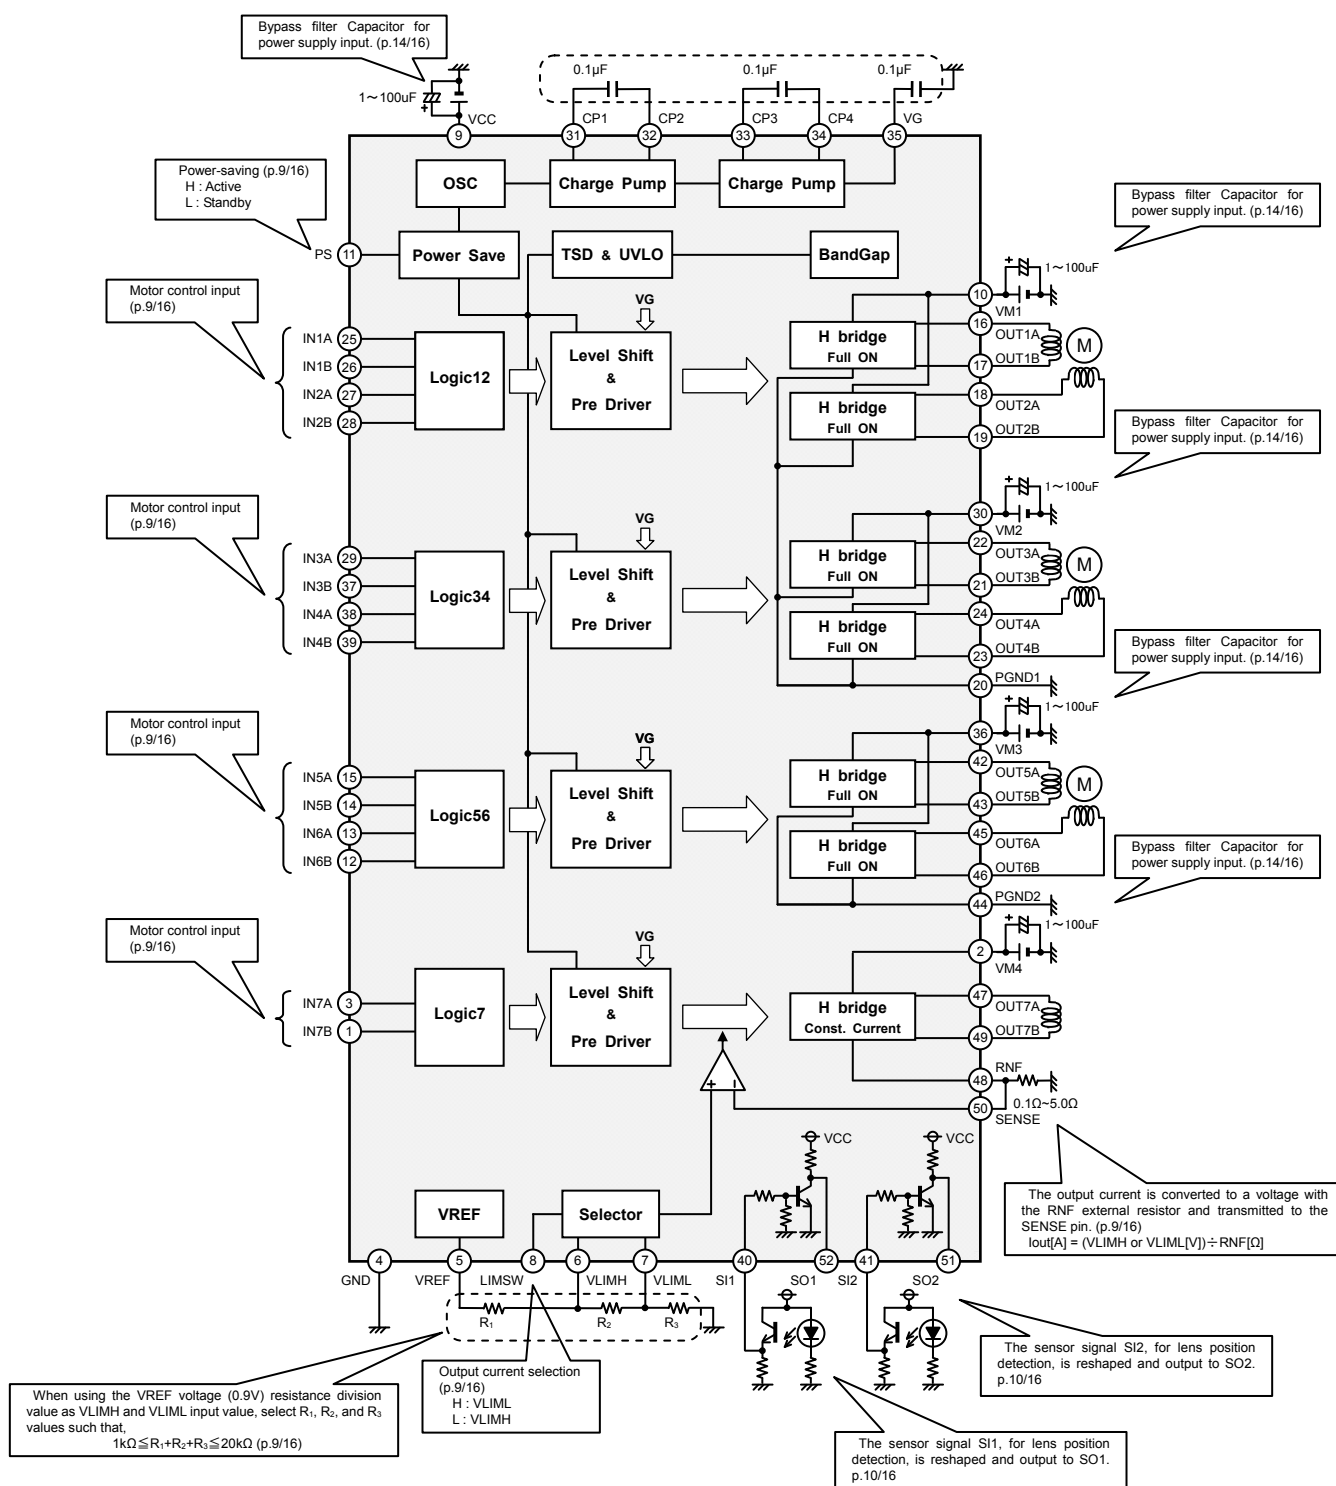 Bypass filter Capacitor for
power supply input. (p.14/16)
1～100uF
+
VCC
9
0.1µF
0.1µF
0.1µF
CP1
CP2
CP3
CP4
VG
31
32
33
34
35
Power-saving (p.9/16)
H : Active
L : Standby
OSC
Charge Pump
Charge Pump
PS
11
Power Save
TSD & UVLO
BandGap
Bypass filter Capacitor for
power supply input. (p.14/16)
+
1～100uF
10
VM1
Motor control input
(p.9/16)
IN1A
25
IN1B
26
IN2A
27
IN2B
28
Logic12
VG
Level Shift
&
Pre Driver
H bridge
Full ON
H bridge
Full ON
16
OUT1A
OUT1B
17
M
18
OUT2A
19
OUT2B
Bypass filter Capacitor for
power supply input. (p.14/16)
+
1～100uF
30
VM2
Motor control input
(p.9/16)
IN3A
29
IN3B
37
IN4A
38
IN4B
39
Logic34
VG
Level Shift
&
Pre Driver
H bridge
Full ON
H bridge
Full ON
22
OUT3A
OUT3B
21
M
24
OUT4A
OUT4B
23
PGND1
20
Bypass filter Capacitor for
power supply input. (p.14/16)
+
1～100uF
36
VM3
Motor control input
(p.9/16)
IN5A
15
IN5B
14
IN6A
13
IN6B
12
Logic56
VG
Level Shift
&
Pre Driver
H bridge
Full ON
H bridge
Full ON
42
OUT5A
OUT5B
43
M
45
OUT6A
OUT6B
46
PGND2
44
Bypass filter Capacitor for
power supply input. (p.14/16)
+
1～100uF
2
VM4
Motor control input
(p.9/16)
IN7A
3
IN7B
1
Logic7
VG
Level Shift
&
Pre Driver
H bridge
Const. Current
47
OUT7A
OUT7B
49
RNF
48
0.1Ω~5.0Ω
50
SENSE
+
−
VCC
VCC
The output current is converted to a voltage with
the RNF external resistor and transmitted to the
SENSE pin. (p.9/16)
Iout[A] = (VLIMH or VLIML[V])÷RNF[Ω]
VREF
Selector
4
5
8
6
7
40
52
41
51
GND
VREF
LIMSW
VLIMH
VLIML
SI1
SO1
SI2
SO2
R1
R2
R3
The sensor signal SI2, for lens position
detection, is reshaped and output to SO2.
p.10/16
Output current selection
(p.9/16)
H : VLIML
L : VLIMH
When using the VREF voltage (0.9V) resistance division
value as VLIMH and VLIML input value, select R1, R2, and R3
values such that,
1kΩ≦R1+R2+R3≦20kΩ (p.9/16)
The sensor signal SI1, for lens position
detection, is reshaped and output to SO1.
p.10/16